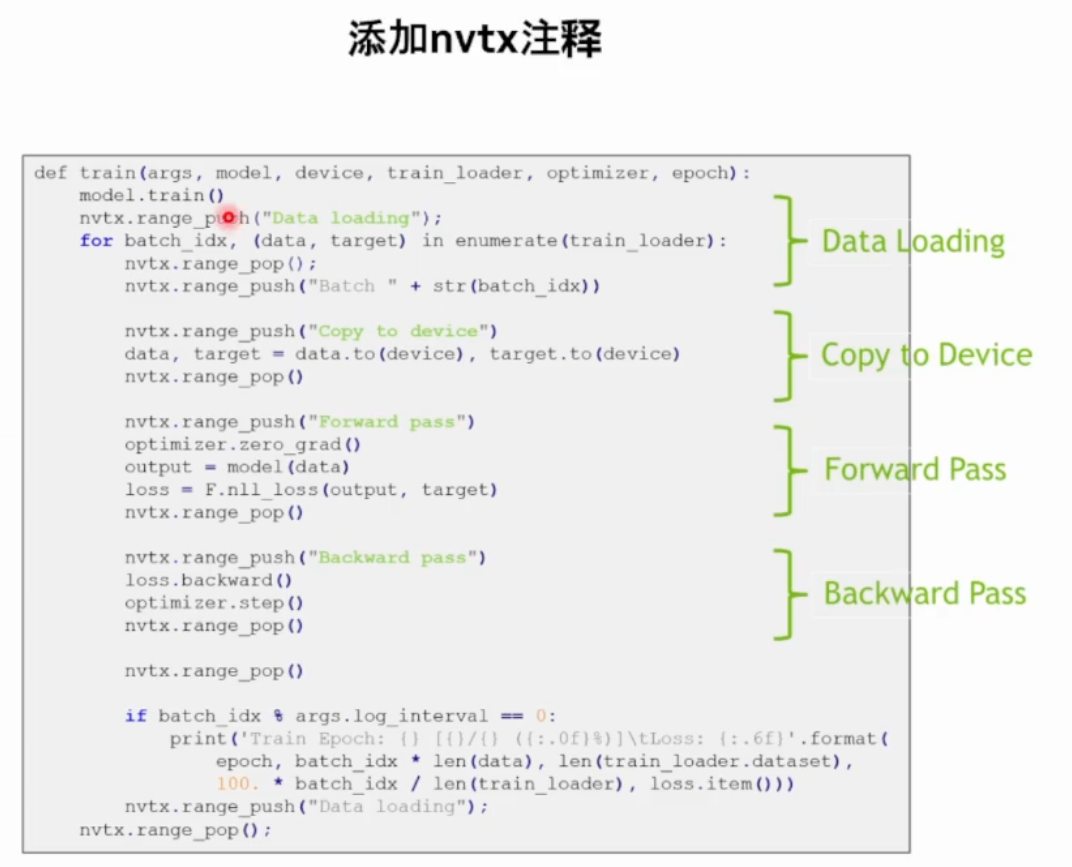 添加nvtx注释
def train(args, model, device, train_loader, optimizer, epoch):
    model.train()
    nvtx.range_push("Data loading");
    for batch_idx, (data, target) in enumerate(train_loader):
        nvtx.range_pop();
        nvtx.range_push("Batch " + str(batch_idx))
        nvtx.range_push("Copy to device")
        data, target = data.to(device), target.to(device)
        nvtx.range_pop()
        nvtx.range_push("Forward pass")
        optimizer.zero_grad()
        output = model(data)
        loss = F.nll_loss(output, target)
        nvtx.range_pop()
        nvtx.range_push("Backward pass")
        loss.backward()
        optimizer.step()
        nvtx.range_pop()
        nvtx.range_pop()
        if batch_idx % args.log_interval == 0:
            print('Train Epoch: {} [{}/{} ({:.0f}%)]\tLoss: {:.6f}'.format(
                epoch, batch_idx * len(data), len(train_loader.dataset),
                100. * batch_idx / len(train_loader), loss.item()))
        nvtx.range_push("Data loading");
    nvtx.range_pop();
Data Loading
Copy to Device
Forward Pass
Backward Pass